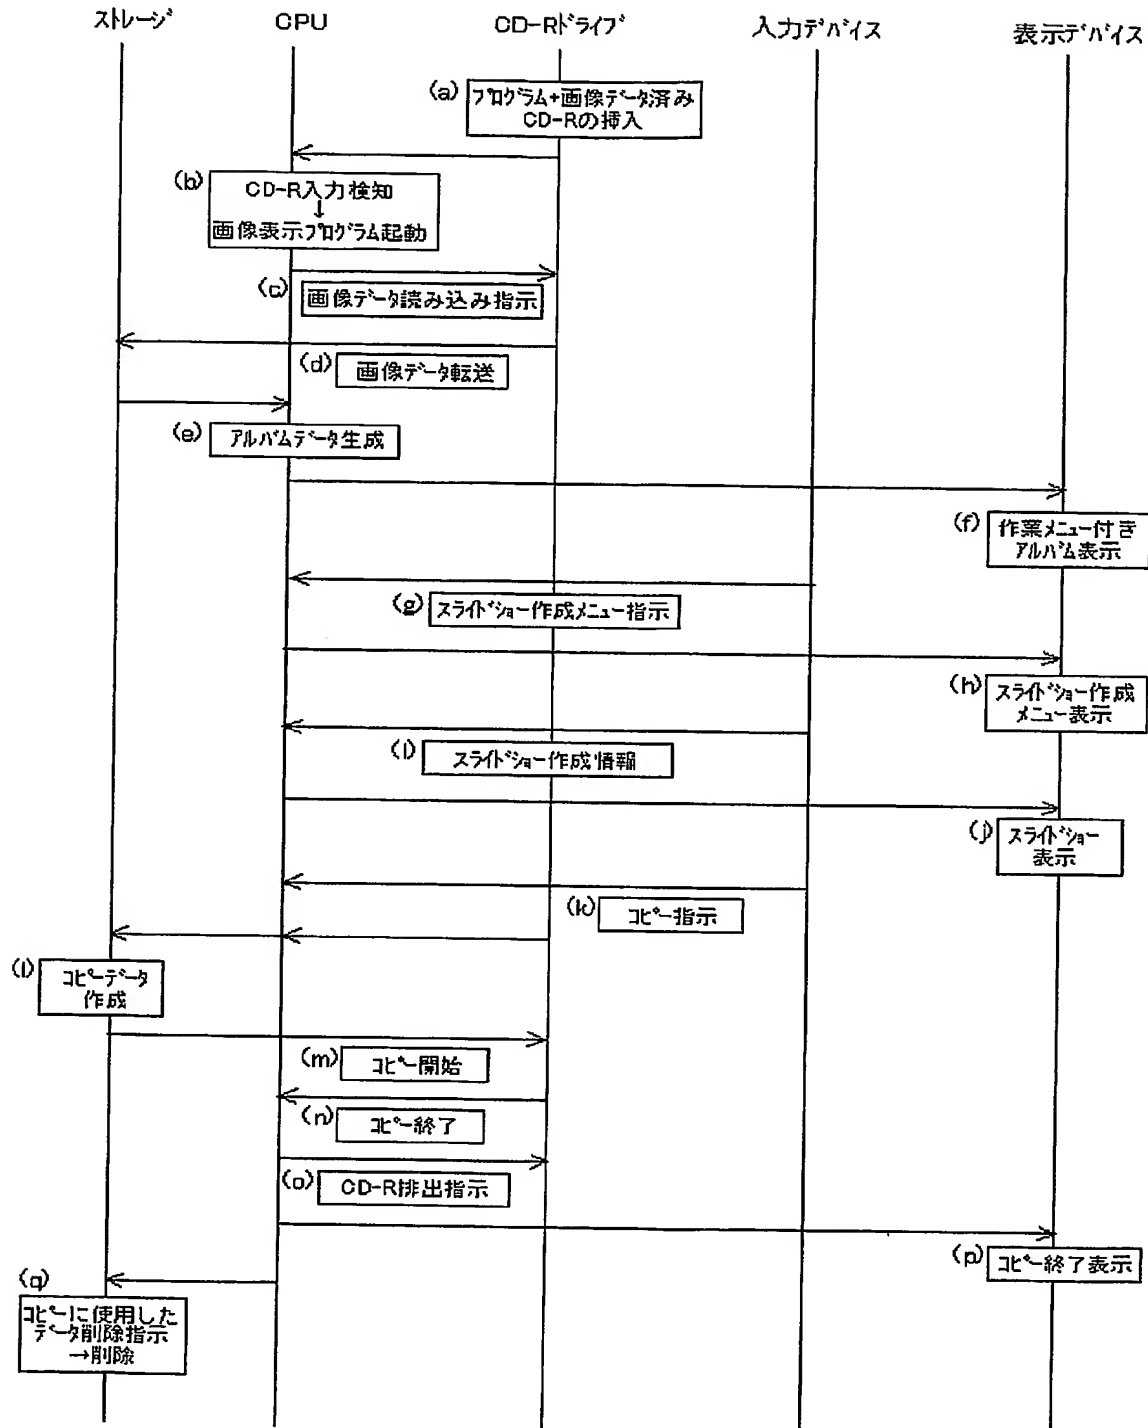 ストレージ
CPU
CD-Rドライブ
入力デバイス
表示デバイス
(a)
プログラム+画像データ済み
CD-Rの挿入
(b)
CD-R入力検知
↓
画像表示プログラム起動
(c)
画像データ読み込み指示
(d)
画像データ転送
(e)
アルバムデータ生成
(f)
作業メニュー付き
アルバム表示
(g)
スライドショー作成メニュー指示
(h)
スライドショー作成
メニュー表示
(i)
スライドショー作成情報
(j)
スライドショー
表示
(k)
コピー指示
(l)
コピーデータ
作成
(m)
コピー開始
(n)
コピー終了
(o)
CD-R排出指示
(p)
コピー終了表示
(q)
コピーに使用した
データ削除指示
→削除